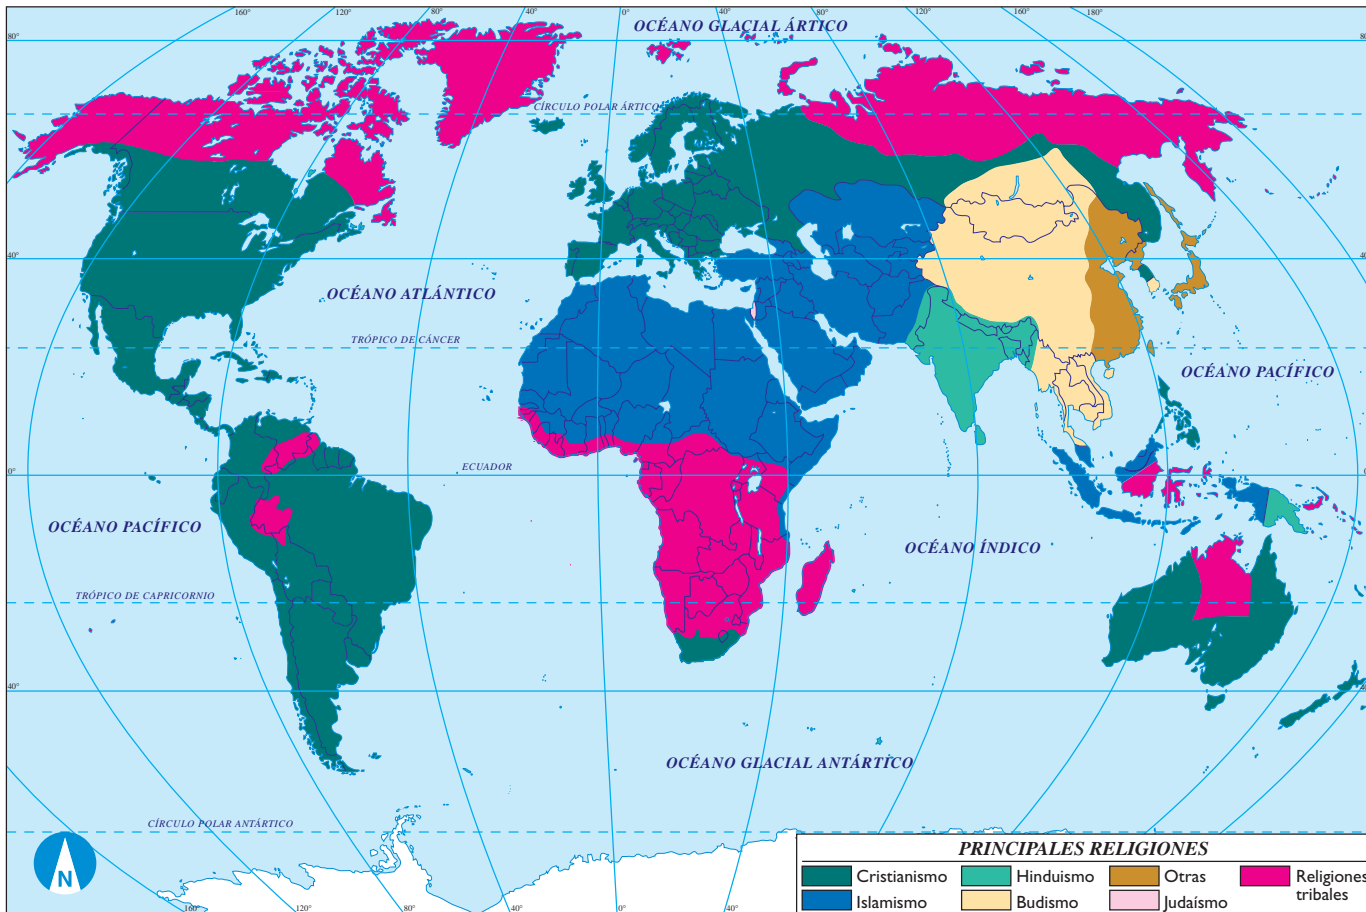 160°
120°
80°
40°
0°
40°
80°
120°
160°
180°
OCÉANO GLACIAL ÁRTICO
80°
CÍRCULO POLAR ÁRTICO
40°
OCÉANO ATLÁNTICO
TRÓPICO DE CÁNCER
OCÉANO PACÍFICO
0°
ECUADOR
OCÉANO PACÍFICO
OCÉANO ÍNDICO
TRÓPICO DE CAPRICORNIO
40°
OCÉANO GLACIAL ANTÁRTICO
CÍRCULO POLAR ANTÁRTICO
N
160°
120°
80°
40°
0°
40°
PRINCIPALES RELIGIONES
Cristianismo
Hinduismo
Otras
Religiones
tribales
Islamismo
Budismo
Judaísmo